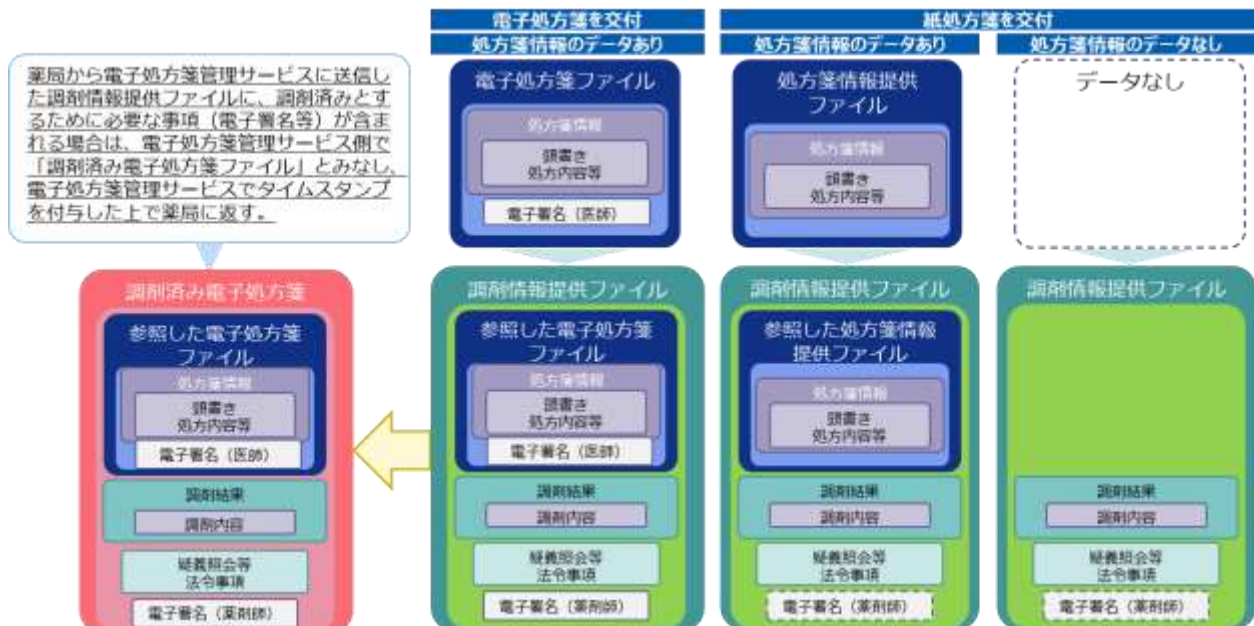 電子処方箋を交付
紙処方箋を交付
処方箋情報のデータあり
処方箋情報のデータあり
処方箋情報のデータなし
薬局から電子処方箋管理サービスに送信し
た調剤情報提供ファイルに、調剤済みとす
るために必要な事項（電子署名等）が含ま
れる場合は、電子処方箋管理サービス側で
「調剤済み電子処方箋ファイル」とみなし、
電子処方箋管理サービスでタイムスタンプ
を付与した上で薬局に返す。
電子処方箋ファイル
処方箋情報
頭書き
処方内容等
電子署名（医師）
処方箋情報提供
ファイル
処方箋情報
頭書き
処方内容等
データなし
調剤済み電子処方箋
参照した電子処方箋
ファイル
処方箋情報
頭書き
処方内容等
電子署名（医師）
調剤結果
調剤内容
疑義照会等
法令事項
電子署名（薬剤師）
調剤情報提供ファイル
参照した電子処方箋
ファイル
処方箋情報
頭書き
処方内容等
電子署名（医師）
調剤結果
調剤内容
疑義照会等
法令事項
電子署名（薬剤師）
調剤情報提供ファイル
参照した処方箋情報
提供ファイル
処方箋情報
頭書き
処方内容等
調剤結果
調剤内容
疑義照会等
法令事項
電子署名（薬剤師）
調剤情報提供ファイル
調剤結果
調剤内容
疑義照会等
法令事項
電子署名（薬剤師）